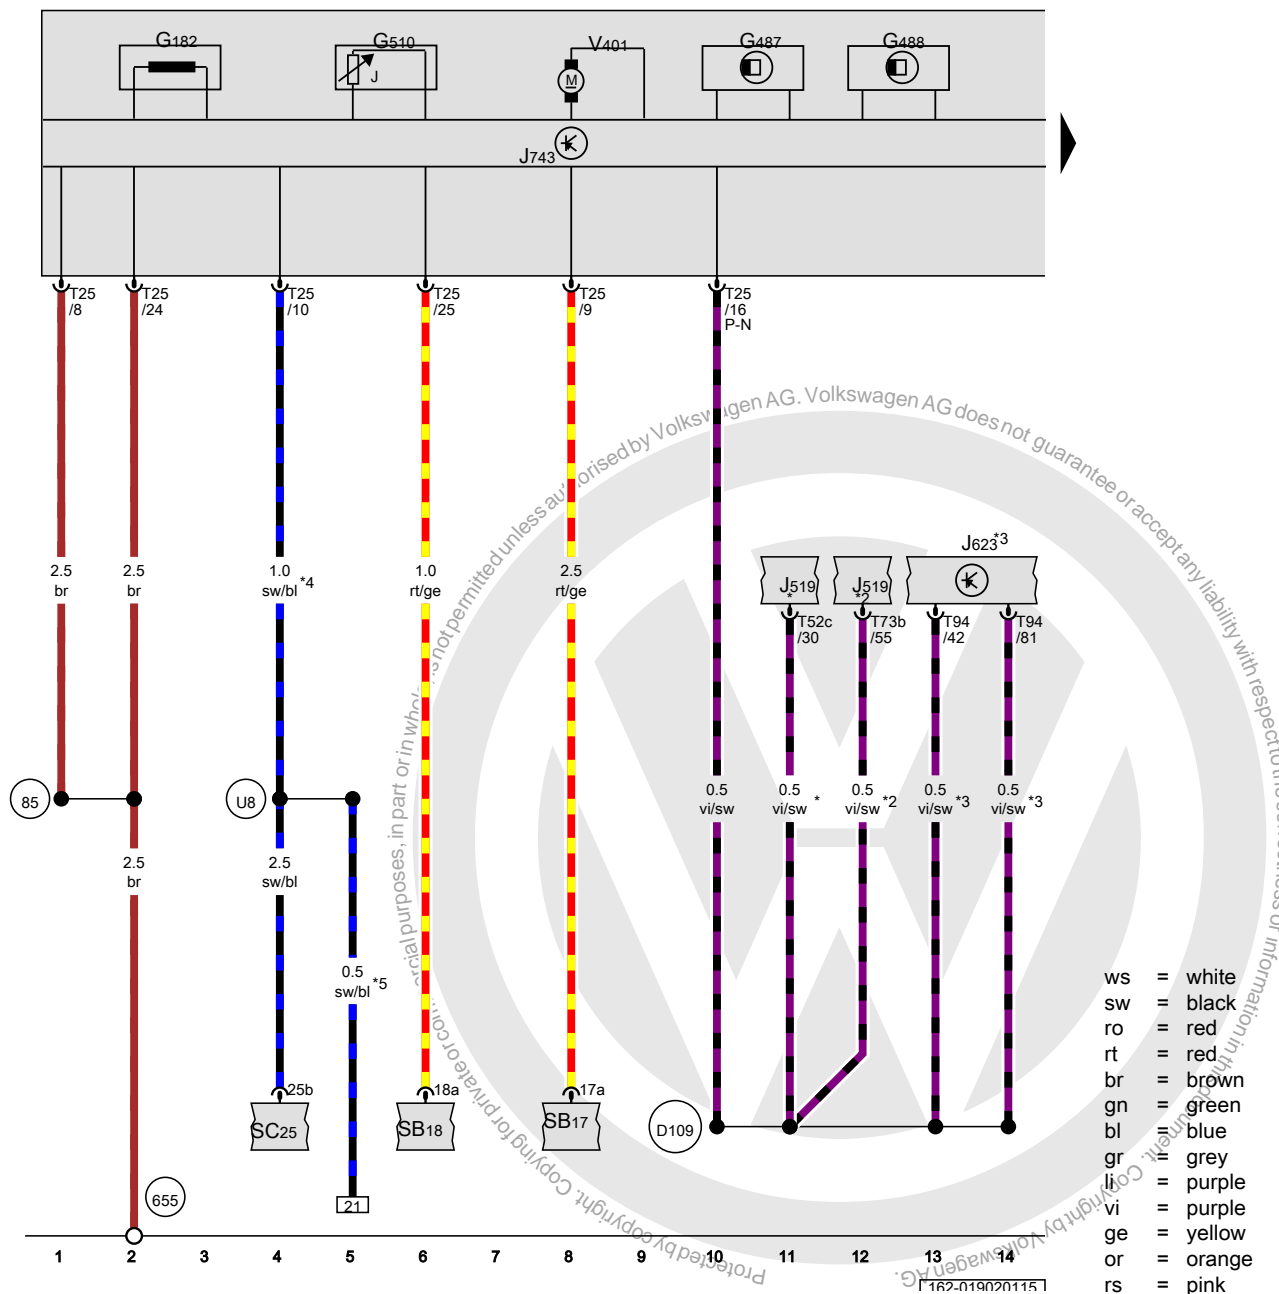 G182
G510
V401
G487
G488
J
M
J743
T25
/8
T25
/24
T25
/10
T25
/25
T25
/9
T25
/16
P-N
2.5
br
2.5
br
1.0
sw/bl *4
1.0
rt/ge
2.5
rt/ge
J519
*
J519
*2
J623*3
T52c
/30
T73b
/55
T94
/42
T94
/81
85
U8
0.5
vi/sw
0.5
vi/sw *
0.5
vi/sw *2
0.5
vi/sw *3
0.5
vi/sw *3
2.5
br
2.5
sw/bl
0.5
sw/bl *5
25b
SC25
18a
SB18
17a
SB17
D109
655
21
1 2 3 4 5 6 7 8 9 10 11 12 13 14
162-019020115
ws = white
sw = black
ro = red
rt = red
br = brown
gn = green
bl = blue
gr = grey
li = purple
vi = purple
ge = yellow
or = orange
rs = pink
Protected by copyright. Copying for private or commercial purposes, in part or in whole, is not permitted unless authorised by Volkswagen AG. Volkswagen AG does not guarantee or accept any liability with respect to the correctness of information in this document. Copyright by Volkswagen AG.